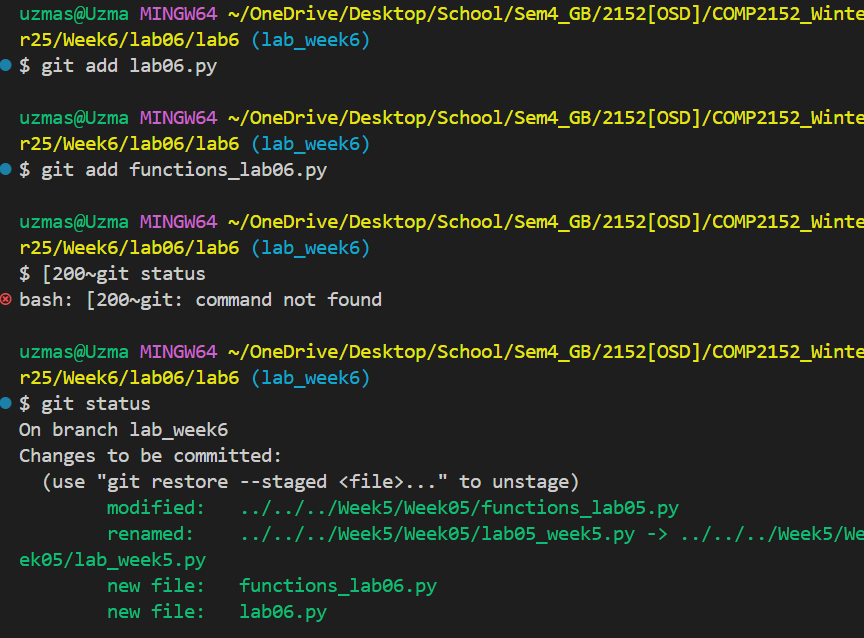 uzmas@Uzma MINGW64 ~/OneDrive/Desktop/School/Sem4_GB/2152[OSD]/COMP2152_Winte
r25/Week6/lab06/lab6 (lab_week6)
$ git add lab06.py
uzmas@Uzma MINGW64 ~/OneDrive/Desktop/School/Sem4_GB/2152[OSD]/COMP2152_Winte
r25/Week6/lab06/lab6 (lab_week6)
$ git add functions_lab06.py
uzmas@Uzma MINGW64 ~/OneDrive/Desktop/School/Sem4_GB/2152[OSD]/COMP2152_Winte
r25/Week6/lab06/lab6 (lab_week6)
$ [200~git status
bash: [200~git: command not found
uzmas@Uzma MINGW64 ~/OneDrive/Desktop/School/Sem4_GB/2152[OSD]/COMP2152_Winte
r25/Week6/lab06/lab6 (lab_week6)
$ git status
On branch lab_week6
Changes to be committed:
  (use "git restore --staged <file>..." to unstage)
        modified:   ../../../Week5/Week05/functions_lab05.py
        renamed:    ../../../Week5/Week05/lab05_week5.py -> ../../../Week5/We
ek05/lab_week5.py
        new file:   functions_lab06.py
        new file:   lab06.py